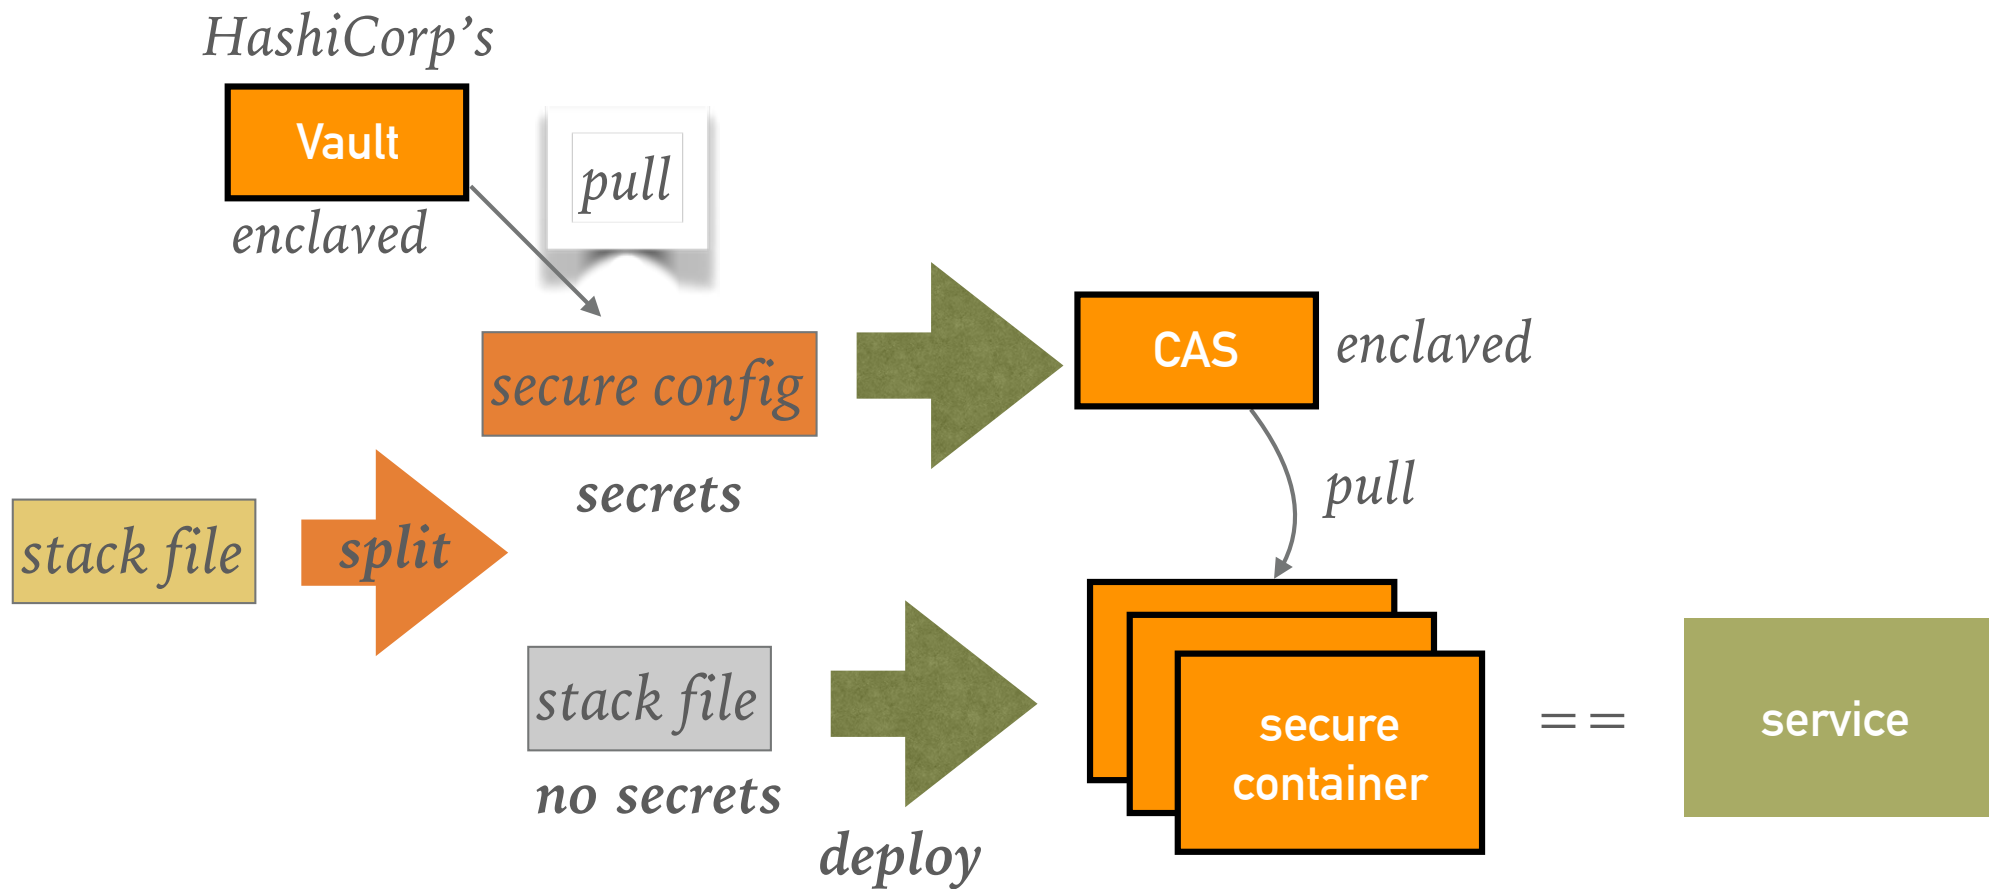 HashiCorp’s
Vault
enclaved
pull
secure config
secrets
CAS
enclaved
pull
stack file
split
stack file
no secrets
deploy
secure
container
==
service